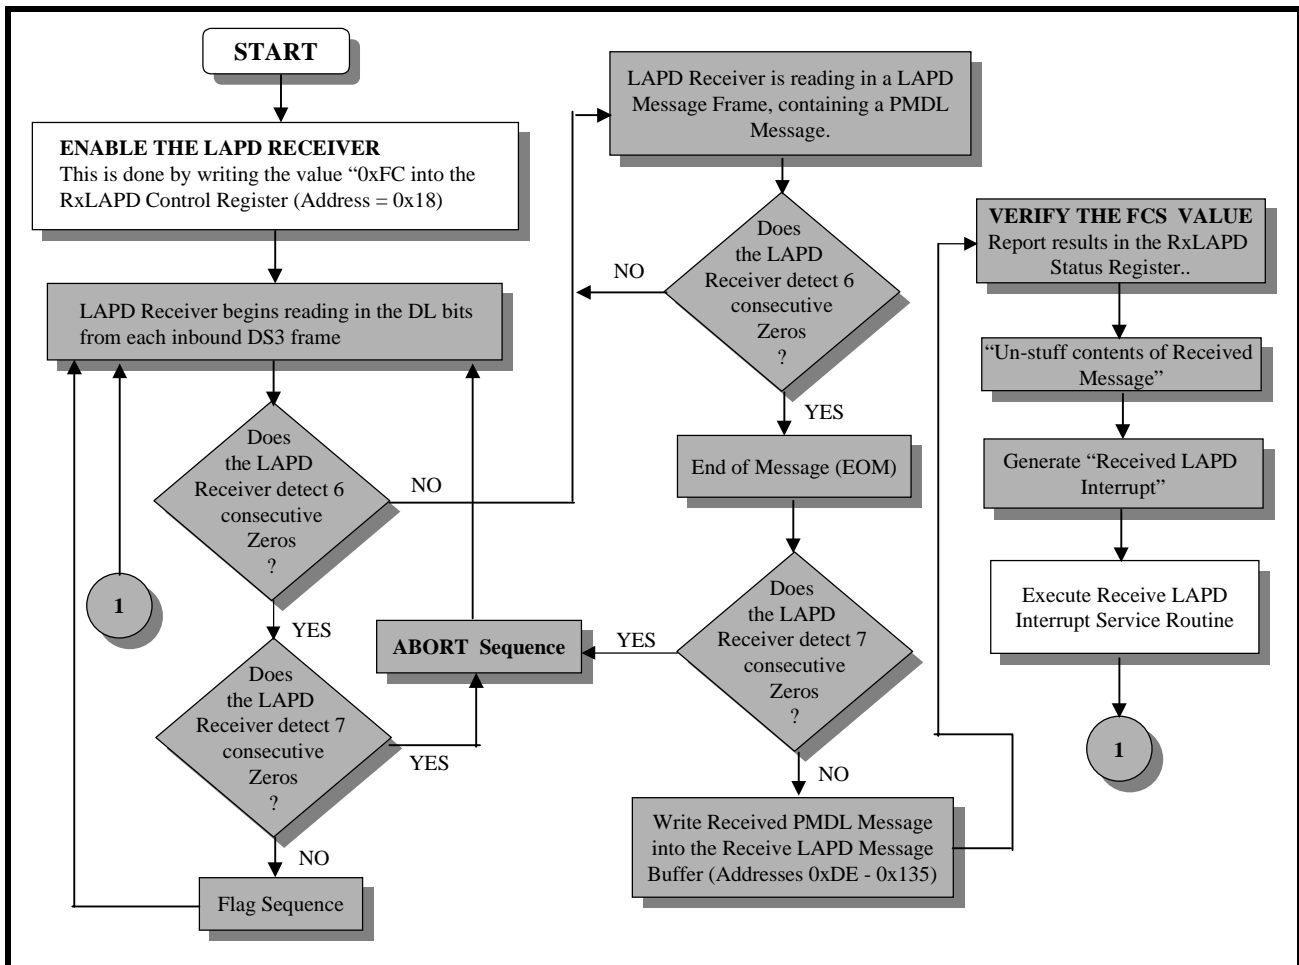 START
ENABLE THE LAPD RECEIVER
This is done by writing the value “0xFC into the
RxLAPD Control Register (Address = 0x18)
LAPD Receiver begins reading in the DL bits
from each inbound DS3 frame
Does
the LAPD
Receiver detect 6
consecutive
Zeros
?
NO
YES
1
Does
the LAPD
Receiver detect 7
consecutive
Zeros
?
YES
NO
Flag Sequence
ABORT Sequence
LAPD Receiver is reading in a LAPD
Message Frame, containing a PMDL
Message.
Does
the LAPD
Receiver detect 6
consecutive
Zeros
?
NO
YES
End of Message (EOM)
Does
the LAPD
Receiver detect 7
consecutive
Zeros
?
YES
NO
Write Received PMDL Message
into the Receive LAPD Message
Buffer (Addresses 0xDE - 0x135)
VERIFY THE FCS VALUE
Report results in the RxLAPD
Status Register..
“Un-stuff contents of Received
Message”
Generate “Received LAPD
Interrupt”
Execute Receive LAPD
Interrupt Service Routine
1